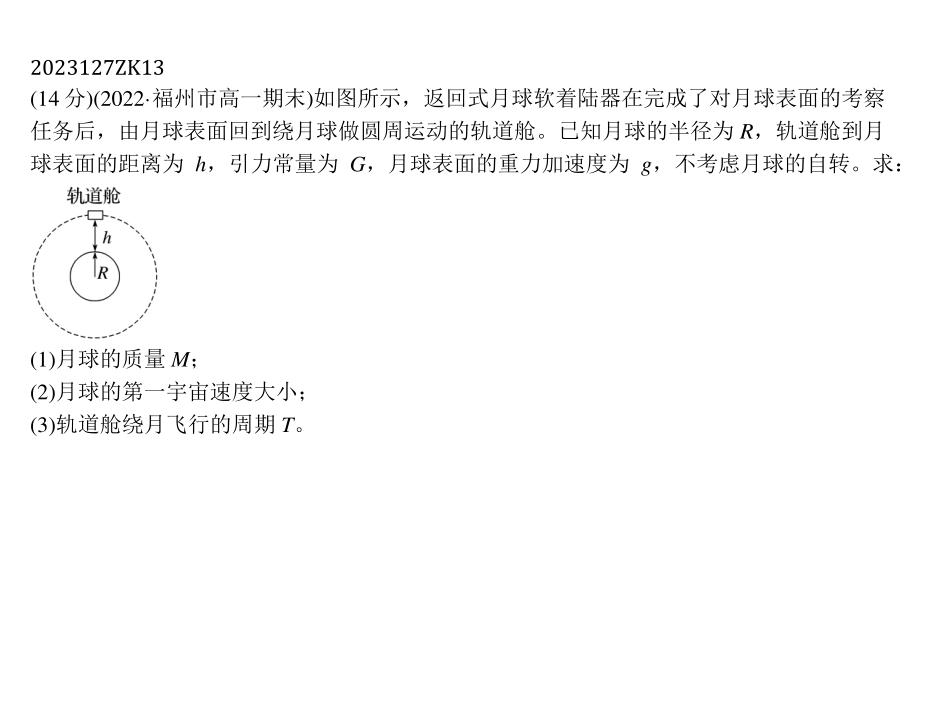 2023127ZK13
(14 分)(2022·福州市高一期末)如图所示，返回式月球软着陆器在完成了对月球表面的考察
任务后，由月球表面回到绕月球做圆周运动的轨道舱。已知月球的半径为 R，轨道舱到月
球表面的距离为 h，引力常量为 G，月球表面的重力加速度为 g，不考虑月球的自转。求：
轨道舱
h
R
(1)月球的质量 M；
(2)月球的第一宇宙速度大小；
(3)轨道舱绕月飞行的周期 T。